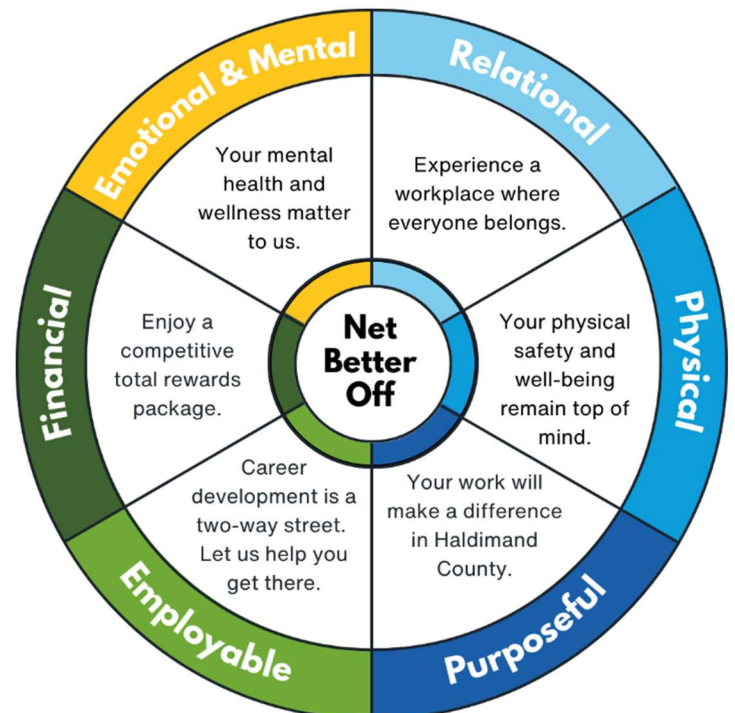 Emotional & Mental
Your mental
health and
wellness matter
to us.
Relational
Experience a
workplace where
everyone belongs.
Physical
Your physical
safety and
well-being
remain top of
mind.
Purposeful
Your work will
make a difference
in Haldimand
County.
Employable
Career
development is a
two-way street.
Let us help you
get there.
Financial
Enjoy a
competitive
total rewards
package.
Net
Better
Off